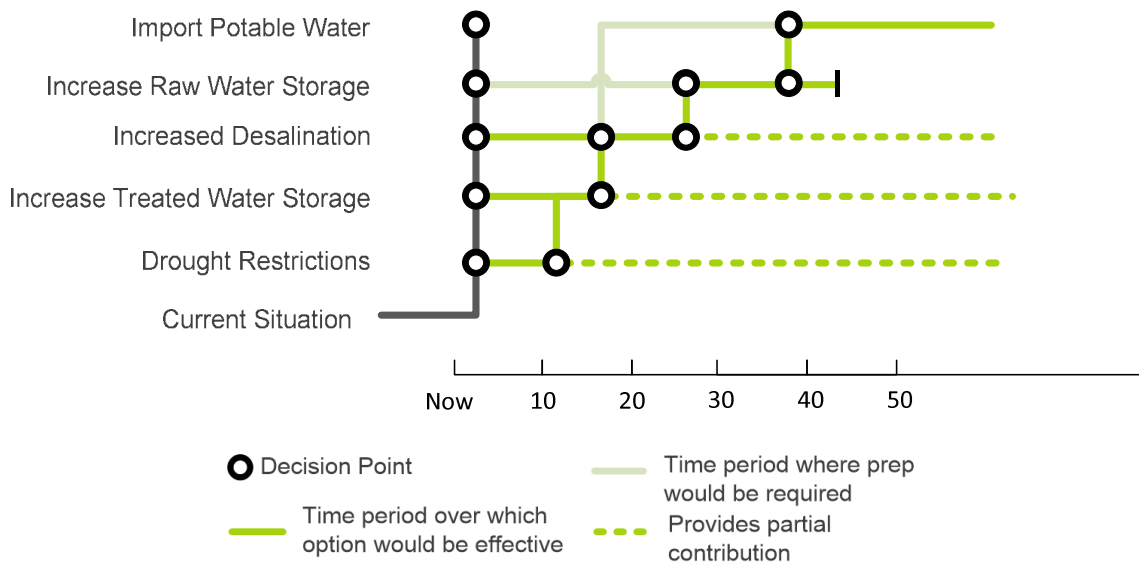 Import Potable Water
Increase Raw Water Storage
Increased Desalination
Increase Treated Water Storage
Drought Restrictions
Current Situation
Now 10 20 30 40 50
Decision Point
Time period where prep
would be required
Time period over which
option would be effective
Provides partial
contribution